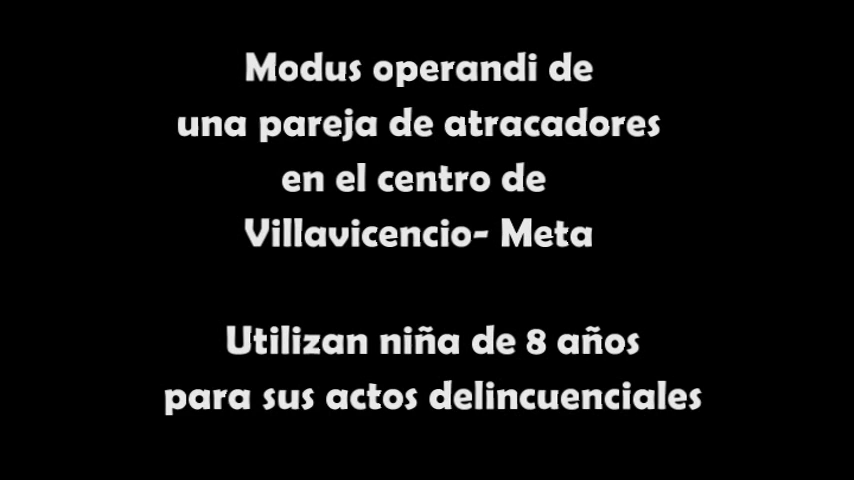 Modus operandi de
una pareja de atracadores
en el centro de
Villavicencio- Meta
Utilizan niña de 8 años
para sus actos delincuenciales